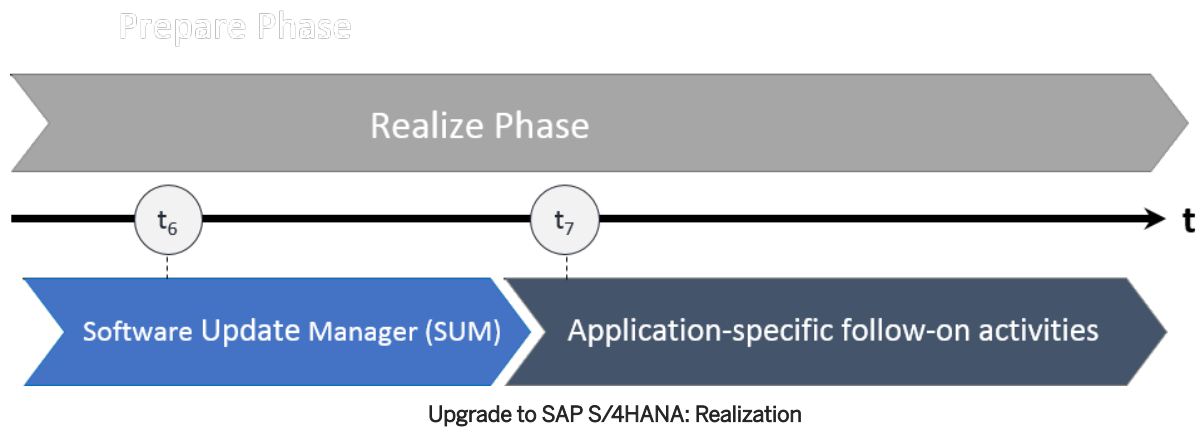 Prepare Phase
Realize Phase
t6
t7
t
Software Update Manager (SUM)
Application-specific follow-on activities
Upgrade to SAP S/4HANA: Realization